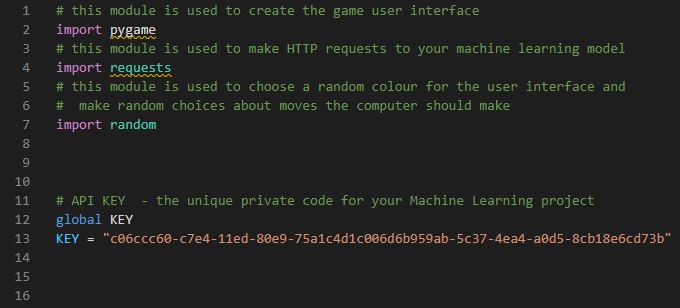 1 # this module is used to create the game user interface
2 import pygame
3 # this module is used to make HTTP requests to your machine learning model
4 import requests
5 # this module is used to choose a random colour for the user interface and
6 #  make random choices about moves the computer should make
7 import random
8
9
10
11 # API KEY  - the unique private code for your Machine Learning project
12 global KEY
13 KEY = "c06ccc60-c7e4-11ed-80e9-75a1c4d1c006d6b959ab-5c37-4ea4-a0d5-8cb18e6cd73b"
14
15
16